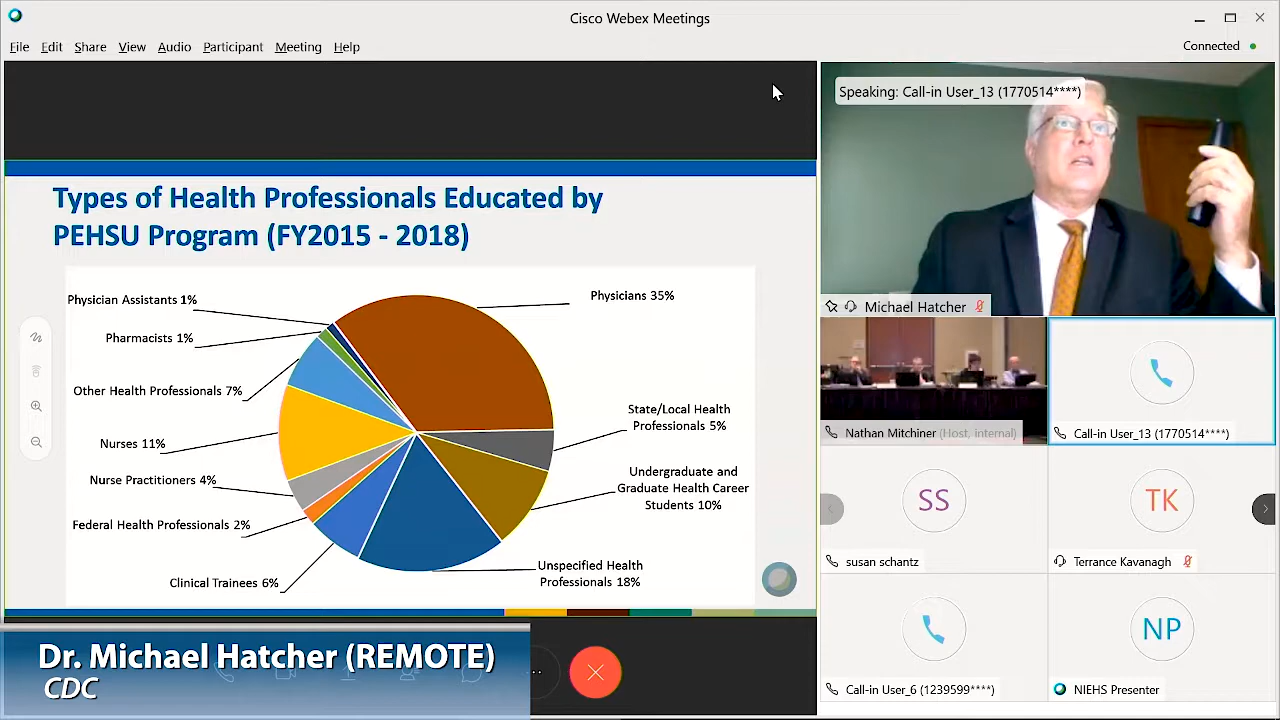 Cisco Webex Meetings
File Edit Share View Audio Participant Meeting Help
Connected
Types of Health Professionals Educated by
PEHSU Program (FY2015 - 2018)
Physician Assistants 1%
Pharmacists 1%
Other Health Professionals 7%
Nurses 11%
Nurse Practitioners 4%
Federal Health Professionals 2%
Clinical Trainees 6%
Physicians 35%
State/Local Health
Professionals 5%
Undergraduate and
Graduate Health Career
Students 10%
Unspecified Health
Professionals 18%
Dr. Michael Hatcher (REMOTE)
CDC
Speaking: Call-in User_13 (1770514****)
Michael Hatcher
Nathan Mitchiner (Host, internal)
Call-in User_13 (1770514****)
SS
susan schantz
TK
Terrance Kavanagh
Call-in User_6 (1239599****)
NP
NIEHS Presenter